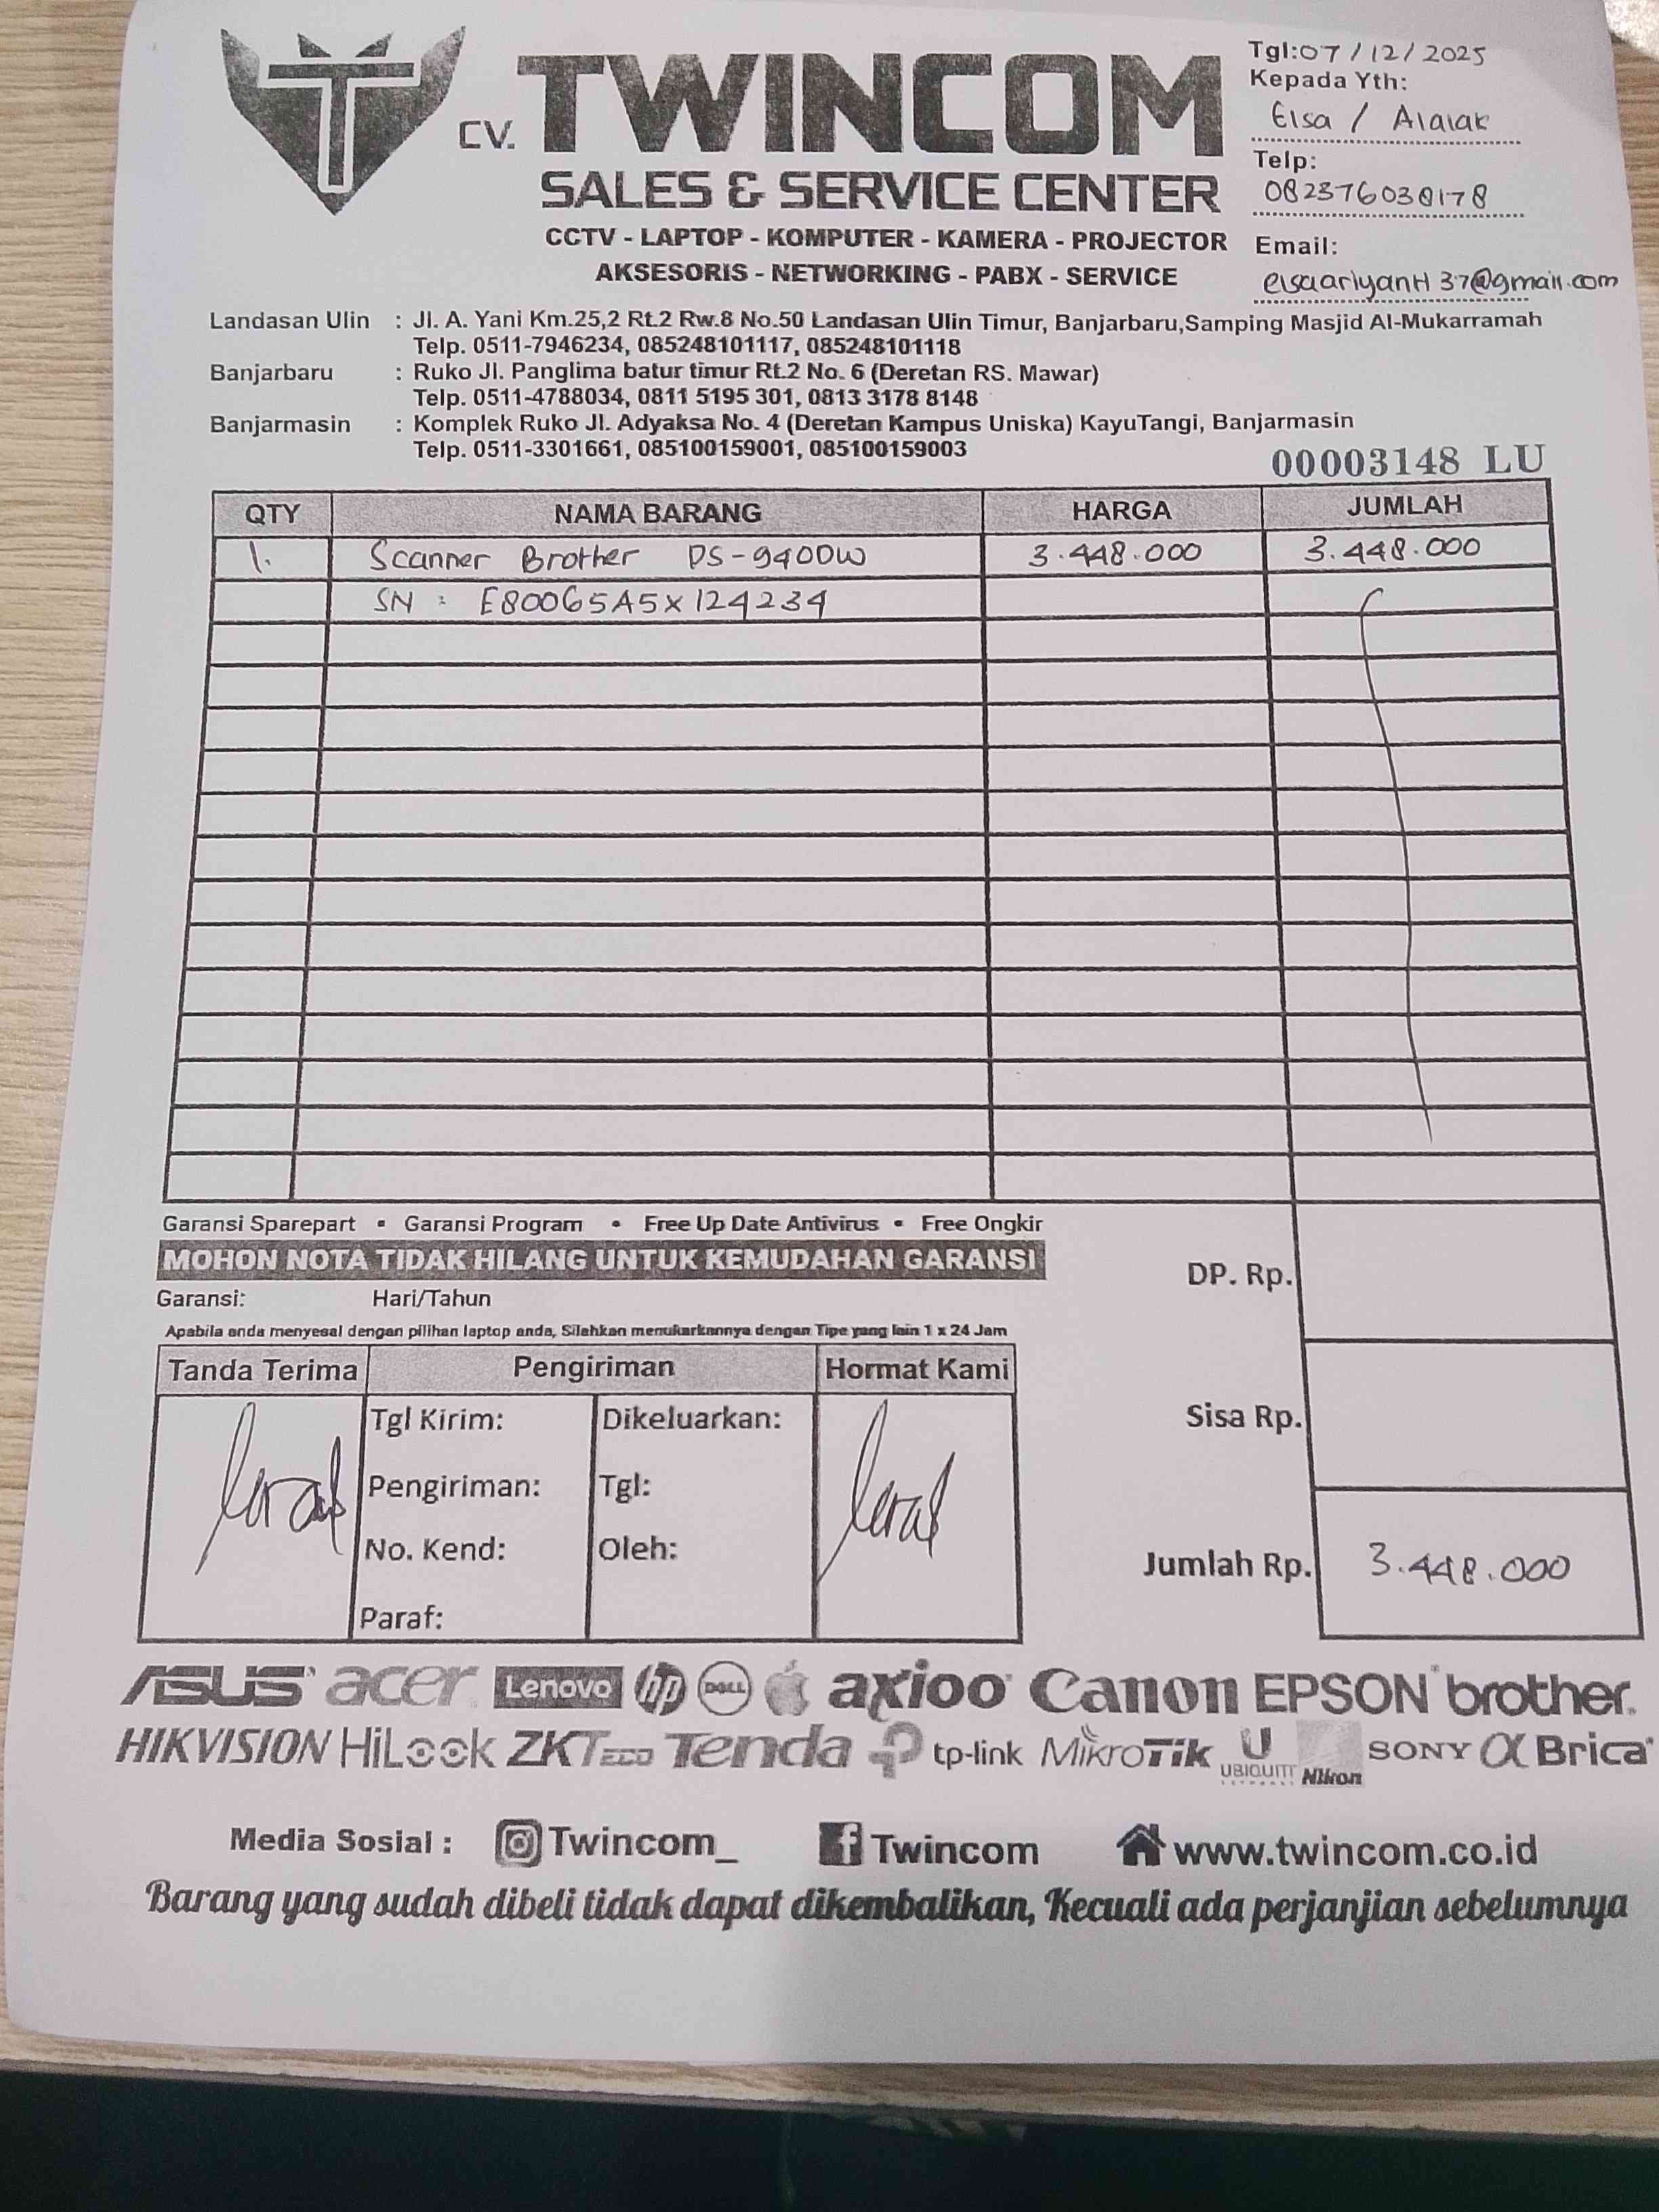 CV. TWINCOM
SALES & SERVICE CENTER
CCTV - LAPTOP - KOMPUTER - KAMERA - PROJECTOR
AKSESORIS - NETWORKING - PABX - SERVICE
Tgl:07/12/2025
Kepada Yth:
Elsa / Alalak
Telp:
082376030178
Email:
elsaariyanti37@gmail.com
Landasan Ulin : Jl. A. Yani Km.25,2 Rt.2 Rw.8 No.50 Landasan Ulin Timur, Banjarbaru,Samping Masjid Al-Mukarramah
Telp. 0511-7946234, 085248101117, 085248101118
Banjarbaru : Ruko Jl. Panglima batur timur Rt.2 No. 6 (Deretan RS. Mawar)
Telp. 0511-4788034, 0811 5195 301, 0813 3178 8148
Banjarmasin : Komplek Ruko Jl. Adyaksa No. 4 (Deretan Kampus Uniska) KayuTangi, Banjarmasin
Telp. 0511-3301661, 085100159001, 085100159003
00003148 LU
QTY NAMA BARANG HARGA JUMLAH
1. Scanner Brother DS-940DW 3.448.000 3.448.000
SN : E80065A5X124234
Garansi Sparepart • Garansi Program • Free Up Date Antivirus • Free Ongkir
MOHON NOTA TIDAK HILANG UNTUK KEMUDAHAN GARANSI
Garansi: Hari/Tahun
Apabila anda menyesal dengan pilihan laptop anda, Silahkan menukarkannya dengan Tipe yang lain 1 x 24 Jam
DP. Rp.
Sisa Rp.
Jumlah Rp. 3.448.000
Tanda Terima Pengiriman Hormat Kami
Tgl Kirim: Dikeluarkan:
Pengiriman: Tgl:
No. Kend: Oleh:
Paraf:
ASUS acer Lenovo hp DELL axioo Canon EPSON brother
HIKVISION HiLook ZKTeco Tenda tp-link MikroTik U UBIQUITI NETWORKS Nikon SONY α Brica
Media Sosial : Twincom_ f Twincom www.twincom.co.id
Barang yang sudah dibeli tidak dapat dikembalikan, Kecuali ada perjanjian sebelumnya